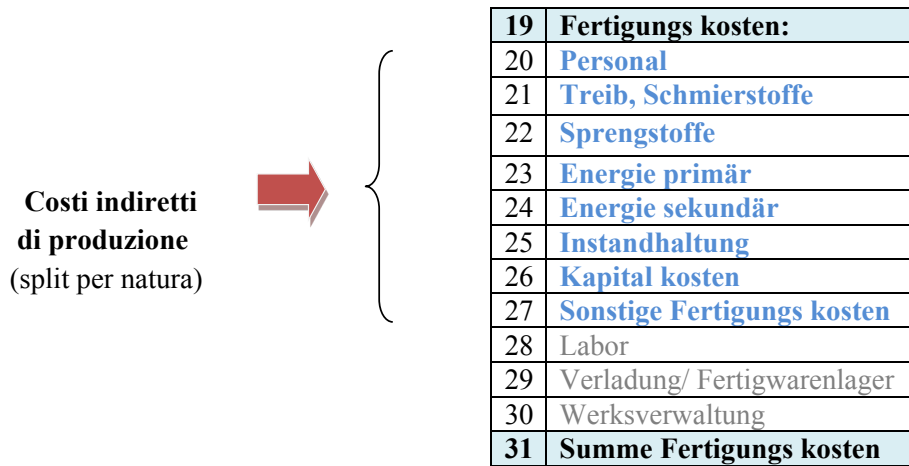 Costi indiretti
di produzione
(split per natura)
19 Fertigungs kosten:
20 Personal
21 Treib, Schmierstoffe
22 Sprengstoffe
23 Energie primär
24 Energie sekundär
25 Instandhaltung
26 Kapital kosten
27 Sonstige Fertigungs kosten
28 Labor
29 Verladung/ Fertigwarenlager
30 Werksverwaltung
31 Summe Fertigungs kosten